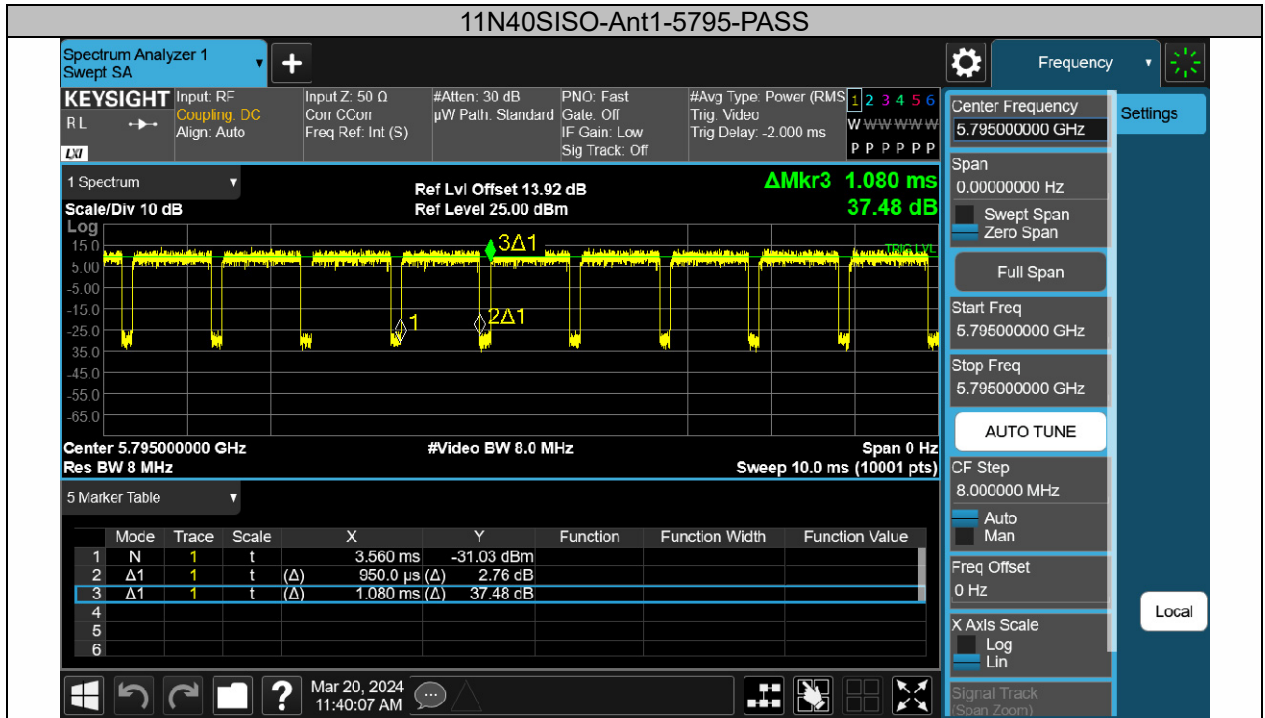 11N40SISO-Ant1-5795-PASS
Spectrum Analyzer 1
Swept SA
Frequency
KEYSIGHT
RL
LXI
Input: RF
Coupling: DC
Align: Auto
Input Z: 50 Ω
Corr CCorr
Freq Ref: Int (S)
#Atten: 30 dB
µW Path: Standard
PNO: Fast
Gate: Off
IF Gain: Low
Sig Track: Off
#Avg Type: Power (RMS
Trig: Video
Trig Delay: -2.000 ms
1 2 3 4 5 6
W W W W W W
P P P P P P
Center Frequency
5.795000000 GHz
Settings
Span
0.00000000 Hz
Swept Span
Zero Span
Full Span
Start Freq
5.795000000 GHz
Stop Freq
5.795000000 GHz
AUTO TUNE
CF Step
8.000000 MHz
Auto
Man
Freq Offset
0 Hz
X Axis Scale
Log
Lin
Signal Track
(Span Zoom)
Local
1 Spectrum
Scale/Div 10 dB
Ref Lvl Offset 13.92 dB
Ref Level 25.00 dBm
ΔMkr3 1.080 ms
37.48 dB
Log
15.0
5.00
-5.00
-15.0
-25.0
35.0
-45.0
-55.0
-65.0
3Δ1
TRIG LVL
1
2Δ1
Center 5.795000000 GHz
#Video BW 8.0 MHz
Span 0 Hz
Res BW 8 MHz
Sweep 10.0 ms (10001 pts)
5 Marker Table
Mode Trace Scale X Y Function Function Width Function Value
1 N 1 t 3.560 ms -31.03 dBm
2 Δ1 1 t (Δ) 950.0 µs (Δ) 2.76 dB
3 Δ1 1 t (Δ) 1.080 ms (Δ) 37.48 dB
4
5
6
?
Mar 20, 2024
11:40:07 AM